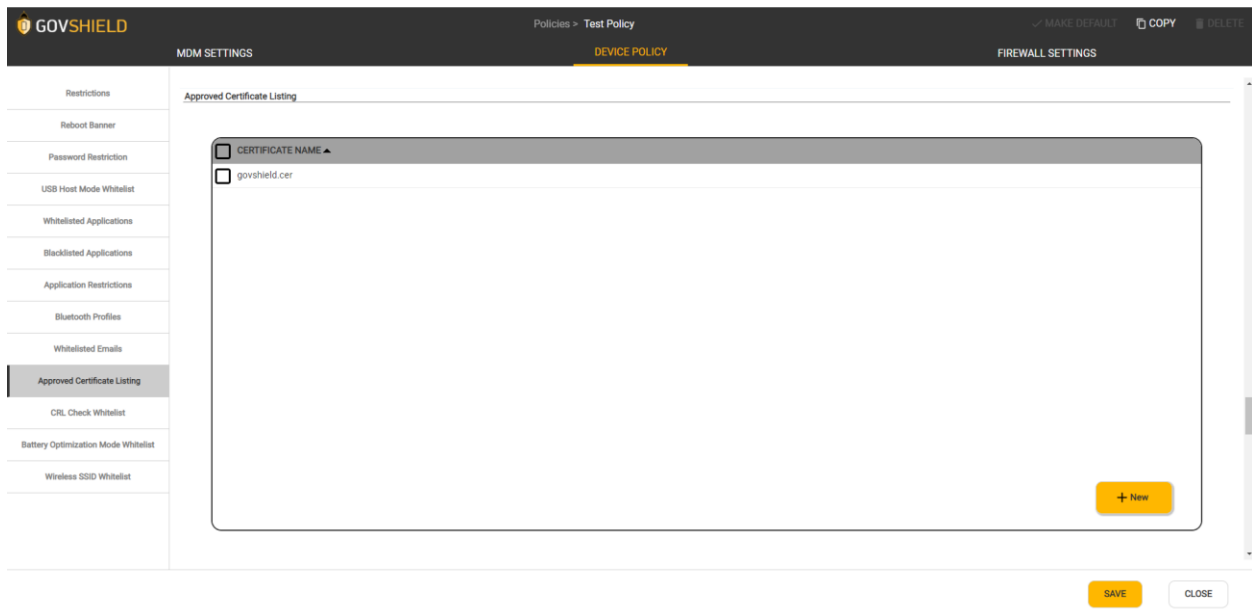 GOVSHIELD
Policies > Test Policy
MAKE DEFAULT
COPY
DELETE
MDM SETTINGS
DEVICE POLICY
FIREWALL SETTINGS
Restrictions
Reboot Banner
Password Restriction
USB Host Mode Whitelist
Whitelisted Applications
Blacklisted Applications
Application Restrictions
Bluetooth Profiles
Whitelisted Emails
Approved Certificate Listing
CRL Check Whitelist
Battery Optimization Mode Whitelist
Wireless SSID Whitelist
Approved Certificate Listing
CERTIFICATE NAME
govshield.cer
+ New
SAVE
CLOSE